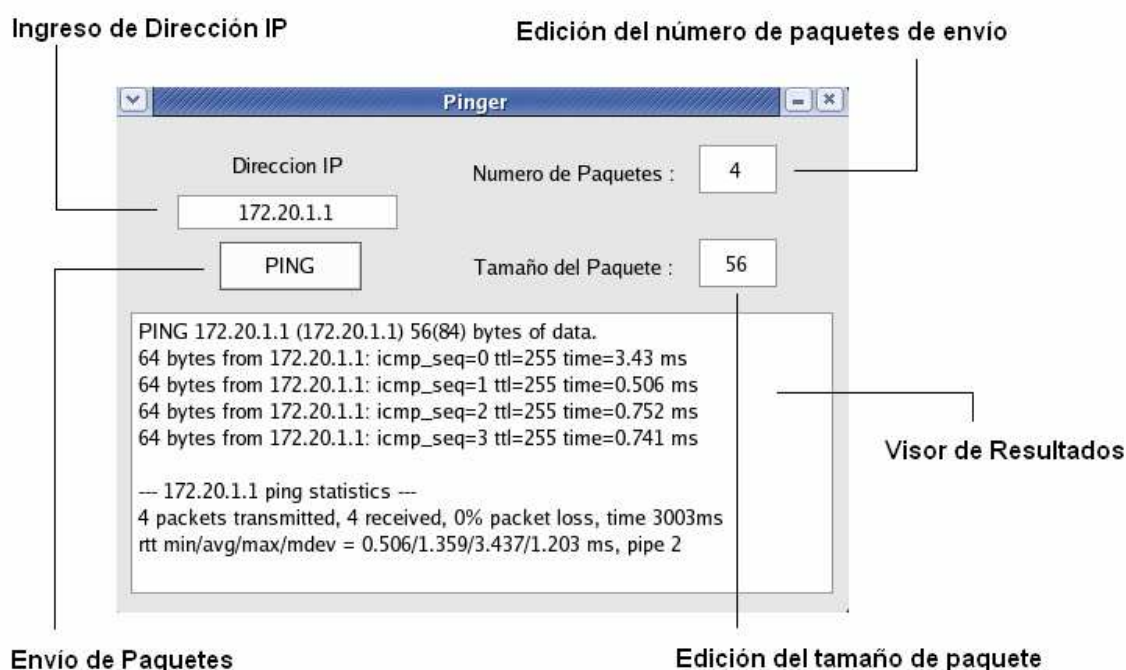 Ingreso de Dirección IP
Edición del número de paquetes de envío
Pinger
Direccion IP
Numero de Paquetes :
4
172.20.1.1
PING
Tamaño del Paquete :
56
PING 172.20.1.1 (172.20.1.1) 56(84) bytes of data.
64 bytes from 172.20.1.1: icmp_seq=0 ttl=255 time=3.43 ms
64 bytes from 172.20.1.1: icmp_seq=1 ttl=255 time=0.506 ms
64 bytes from 172.20.1.1: icmp_seq=2 ttl=255 time=0.752 ms
64 bytes from 172.20.1.1: icmp_seq=3 ttl=255 time=0.741 ms
--- 172.20.1.1 ping statistics ---
4 packets transmitted, 4 received, 0% packet loss, time 3003ms
rtt min/avg/max/mdev = 0.506/1.359/3.437/1.203 ms, pipe 2
Visor de Resultados
Envío de Paquetes
Edición del tamaño de paquete